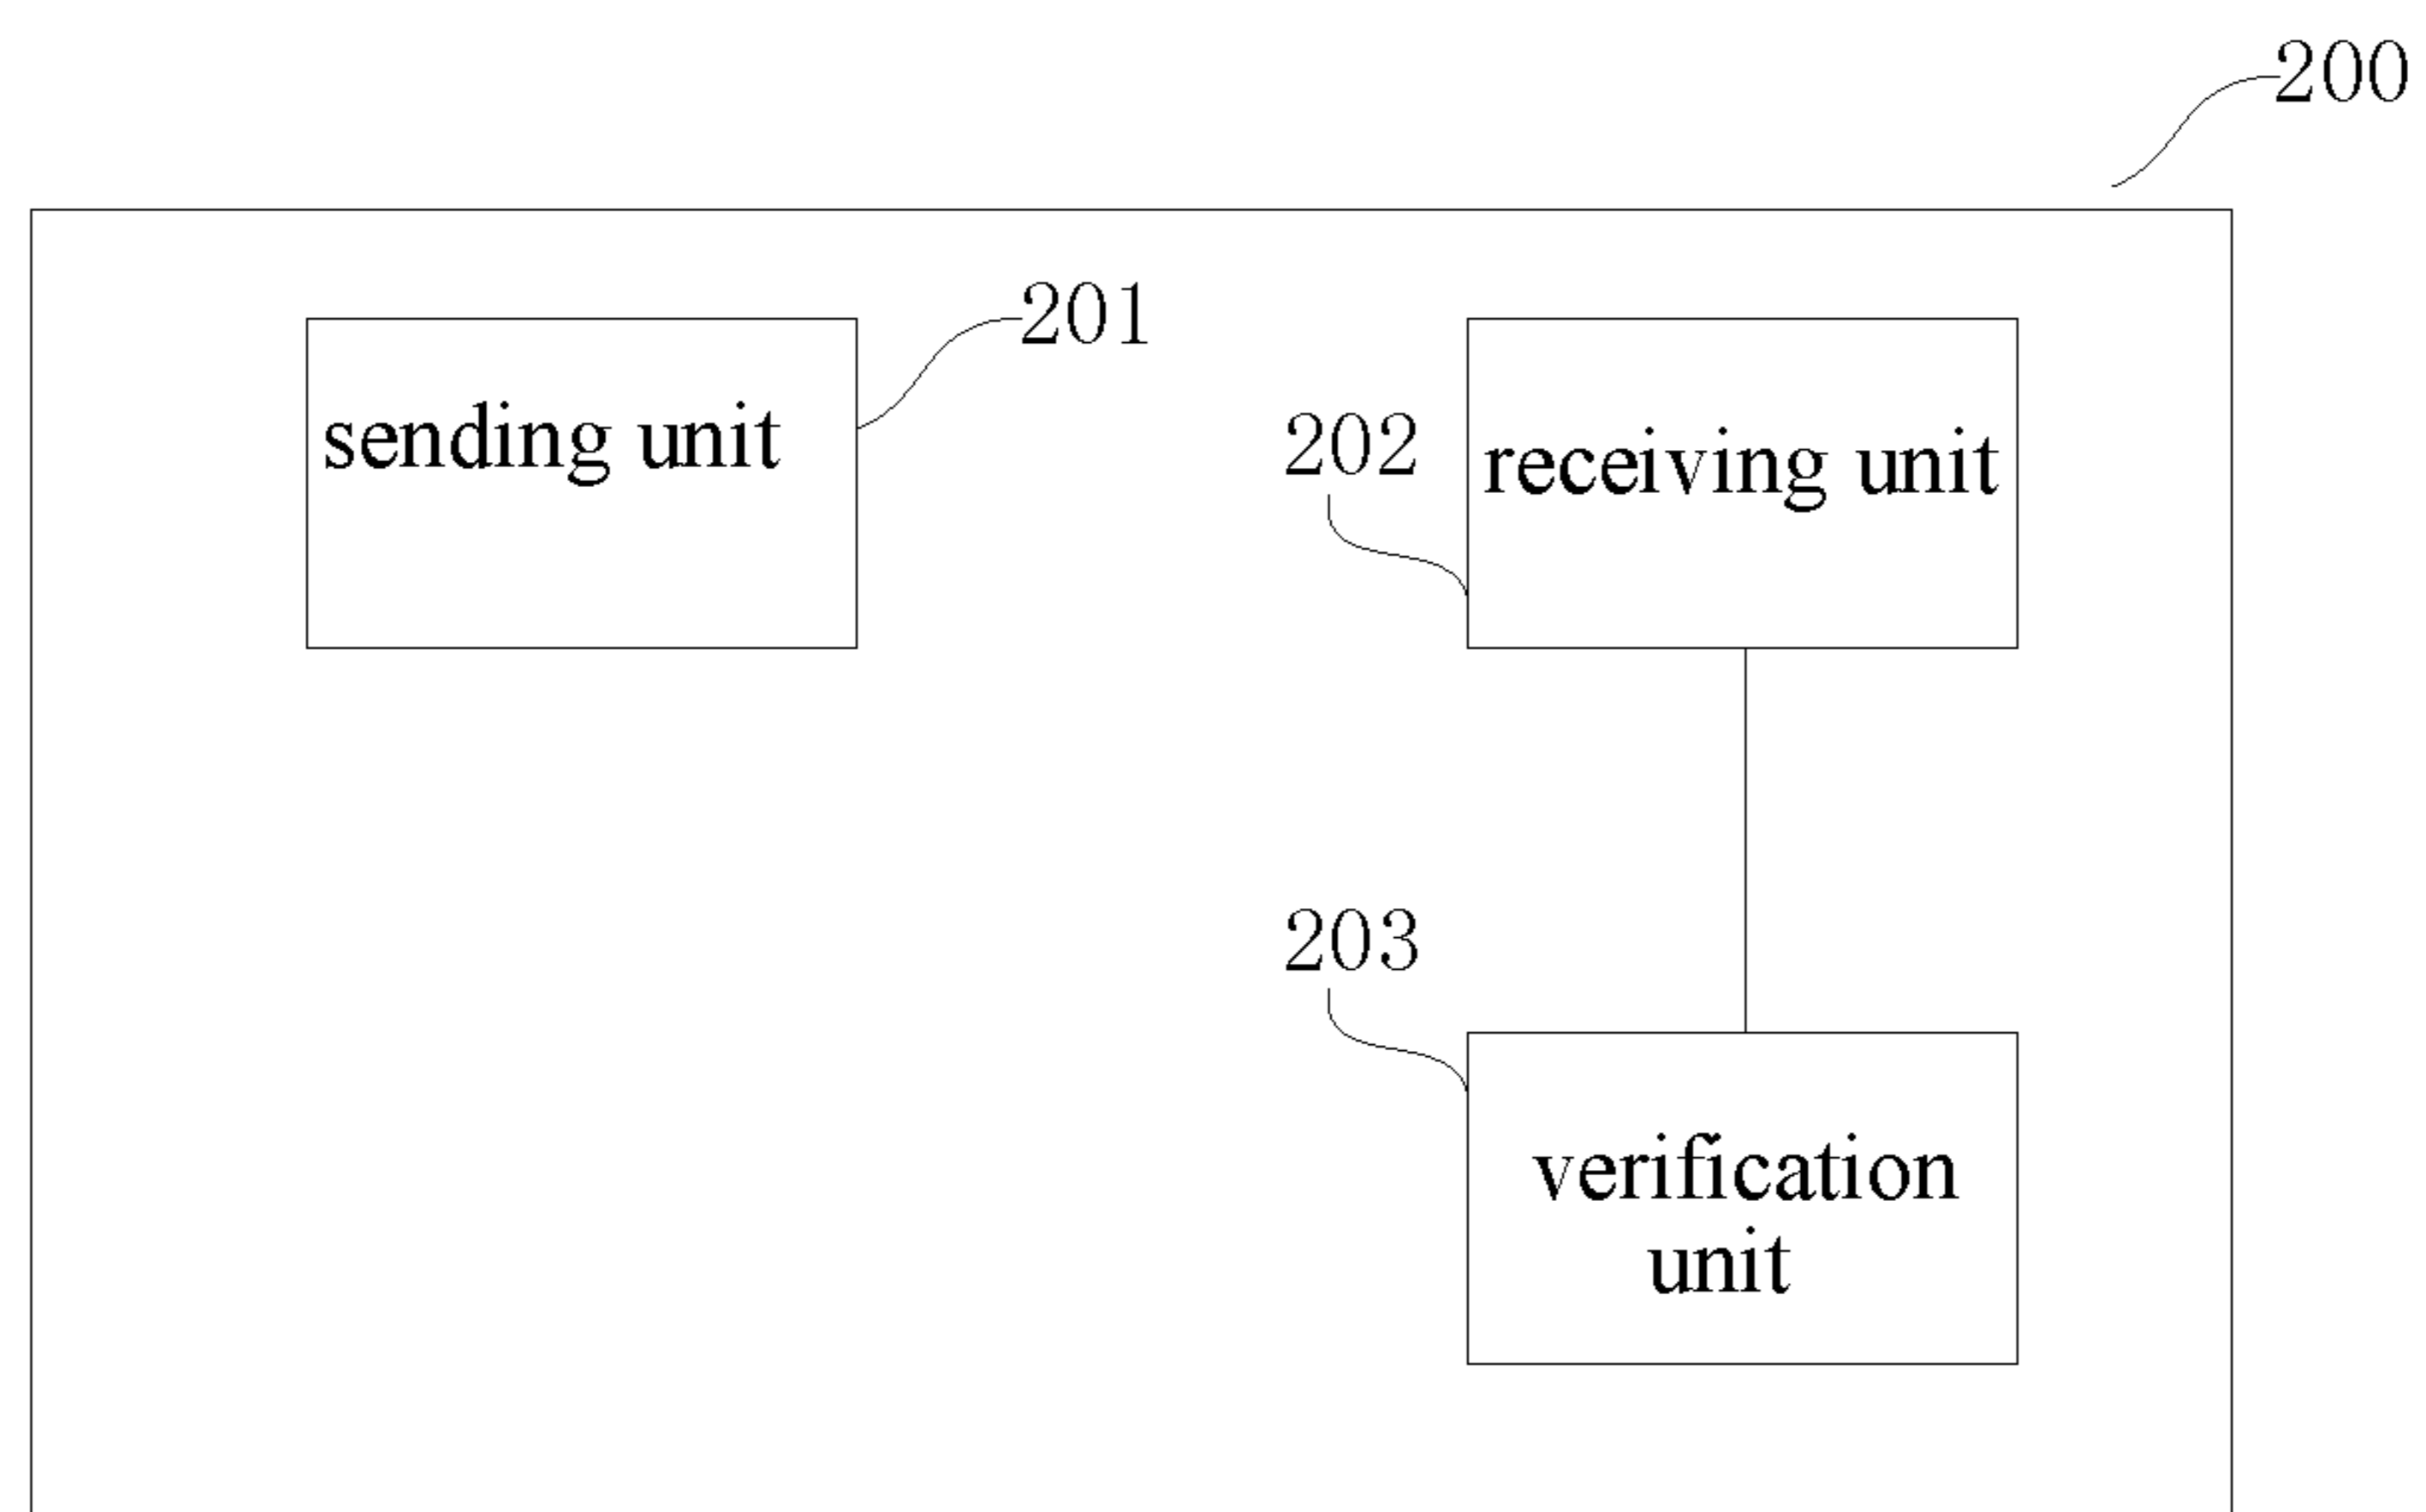 200
201
sending unit
202
receiving unit
203
verification
unit